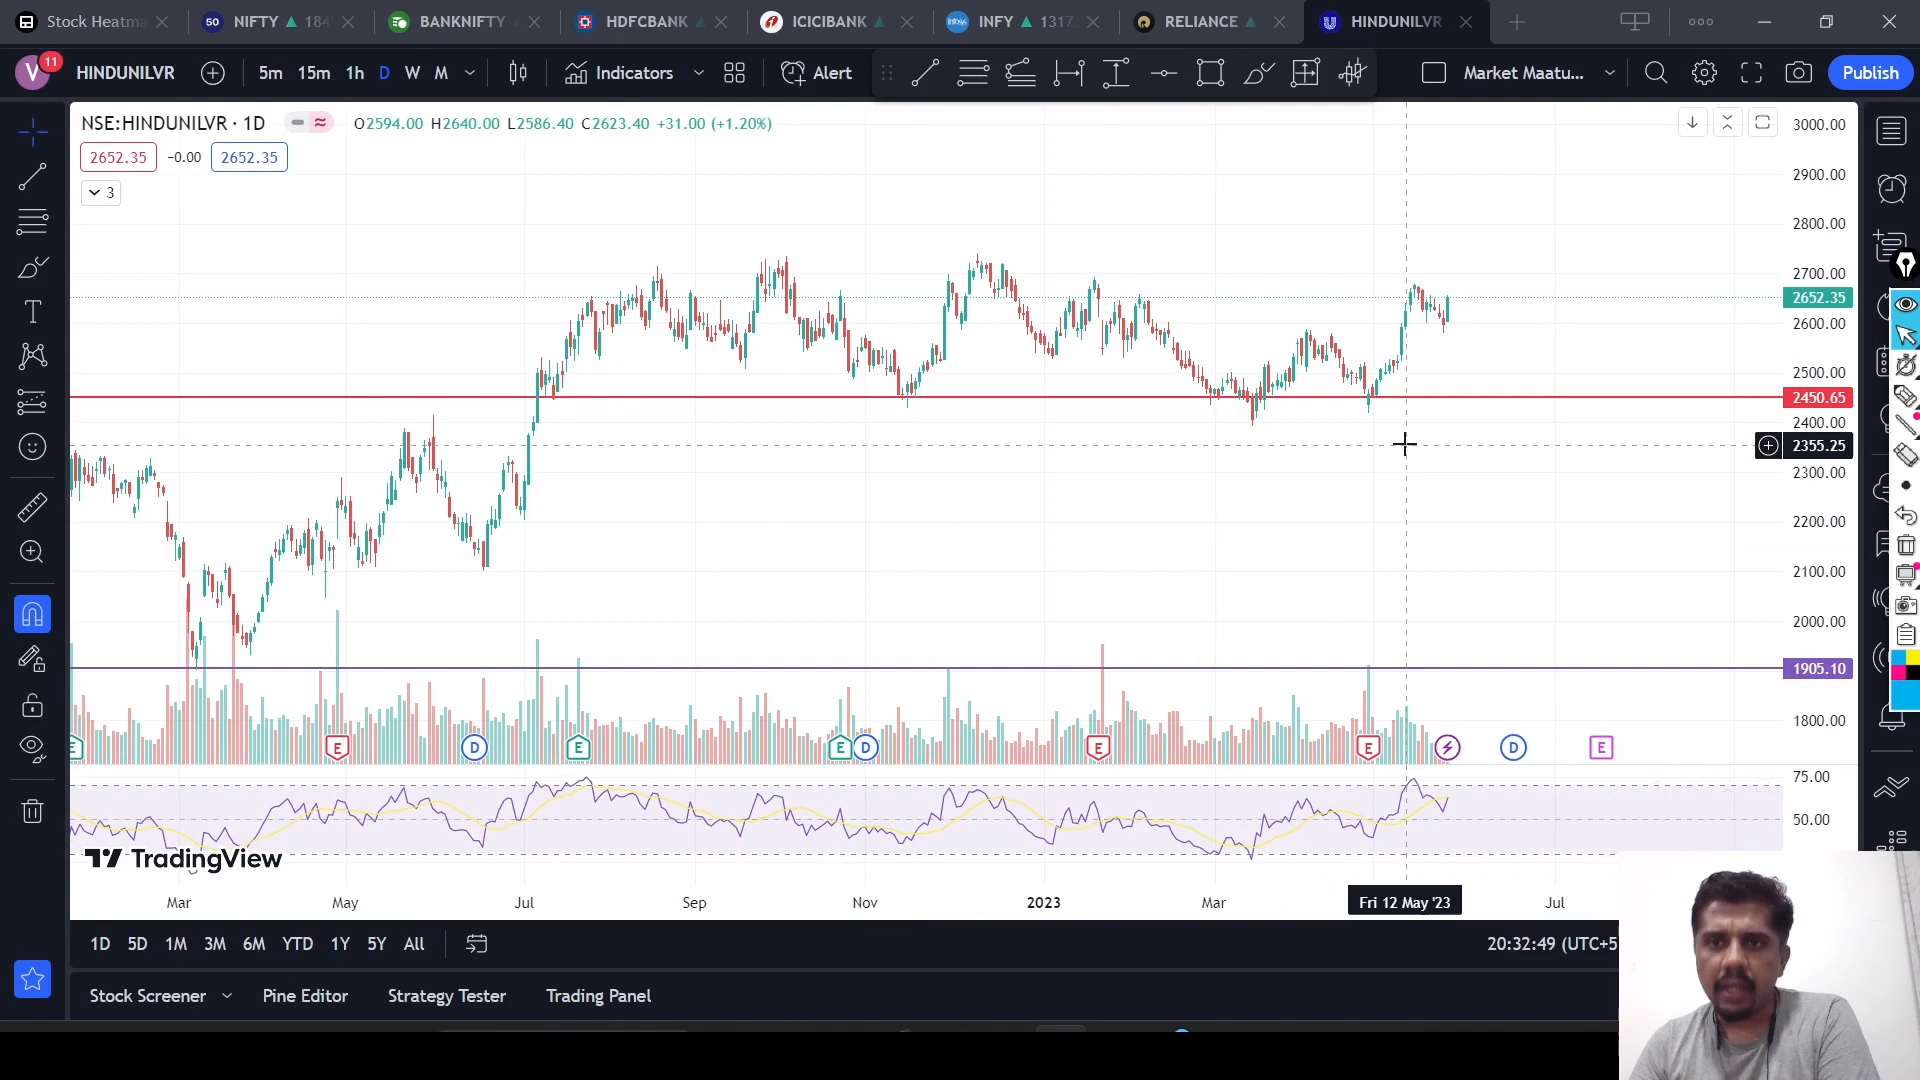 Stock Heatma
50 NIFTY ▲ 184
BANKNIFTY
HDFCBANK
ICICIBANK
INFY ▲ 1317
RELIANCE
HINDUNILVR
V 11
HINDUNILVR
5m 15m 1h D W M
Indicators
Alert
Market Maatu...
Publish
NSE:HINDUNILVR · 1D
O2594.00 H2640.00 L2586.40 C2623.40 +31.00 (+1.20%)
2652.35 −0.00 2652.35
3
3000.00
2900.00
2800.00
2700.00
2652.35
2600.00
2500.00
2450.65
2400.00
2355.25
2300.00
2200.00
2100.00
2000.00
1905.10
1800.00
E E D E E D E E D E
75.00
50.00
TradingView
Mar May Jul Sep Nov 2023 Mar Fri 12 May '23 Jul
1D 5D 1M 3M 6M YTD 1Y 5Y All
20:32:49 (UTC+5
Stock Screener Pine Editor Strategy Tester Trading Panel